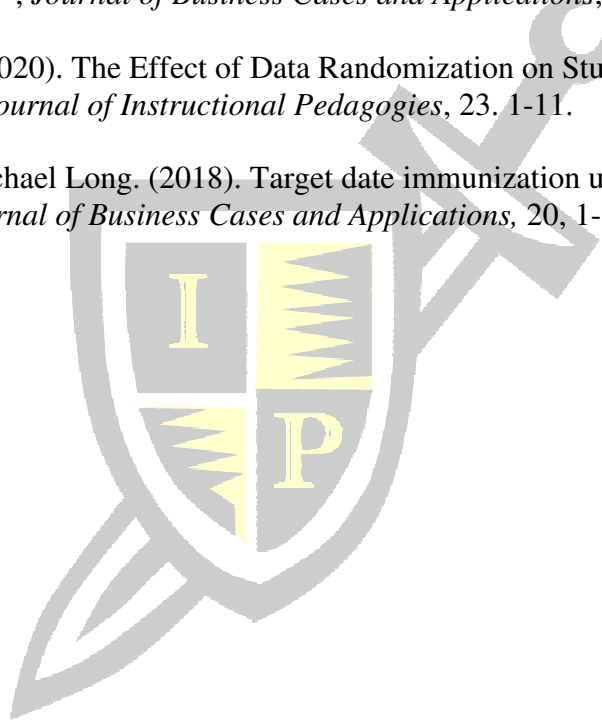 , Journal of Business Cases and Applications,
020). The Effect of Data Randomization on Stu
ournal of Instructional Pedagogies, 23. 1-11.
chael Long. (2018). Target date immunization u
rnal of Business Cases and Applications, 20, 1-
I
P